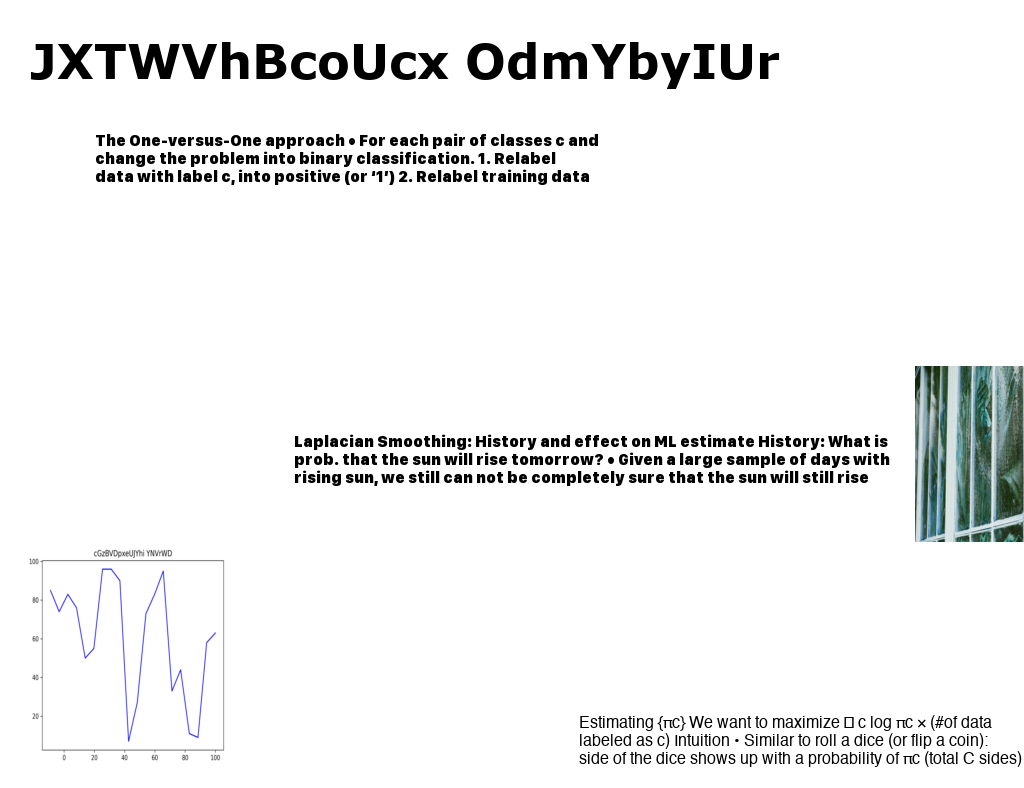 JXTWVhBcoUcx OdmYbyIUr
The One-versus-One approach • For each pair of classes c and
change the problem into binary classification. 1. Relabel
data with label c, into positive (or ‘1’) 2. Relabel training data
Laplacian Smoothing: History and effect on ML estimate History: What is
prob. that the sun will rise tomorrow? • Given a large sample of days with
rising sun, we still can not be completely sure that the sun will still rise
cGzBVDpxeUJYhi YNVrWD
100
80
60
40
20
0 20 40 60 80 100
Estimating {πc} We want to maximize □ c log πc × (#of data
labeled as c) Intuition • Similar to roll a dice (or flip a coin):
side of the dice shows up with a probability of πc (total C sides)